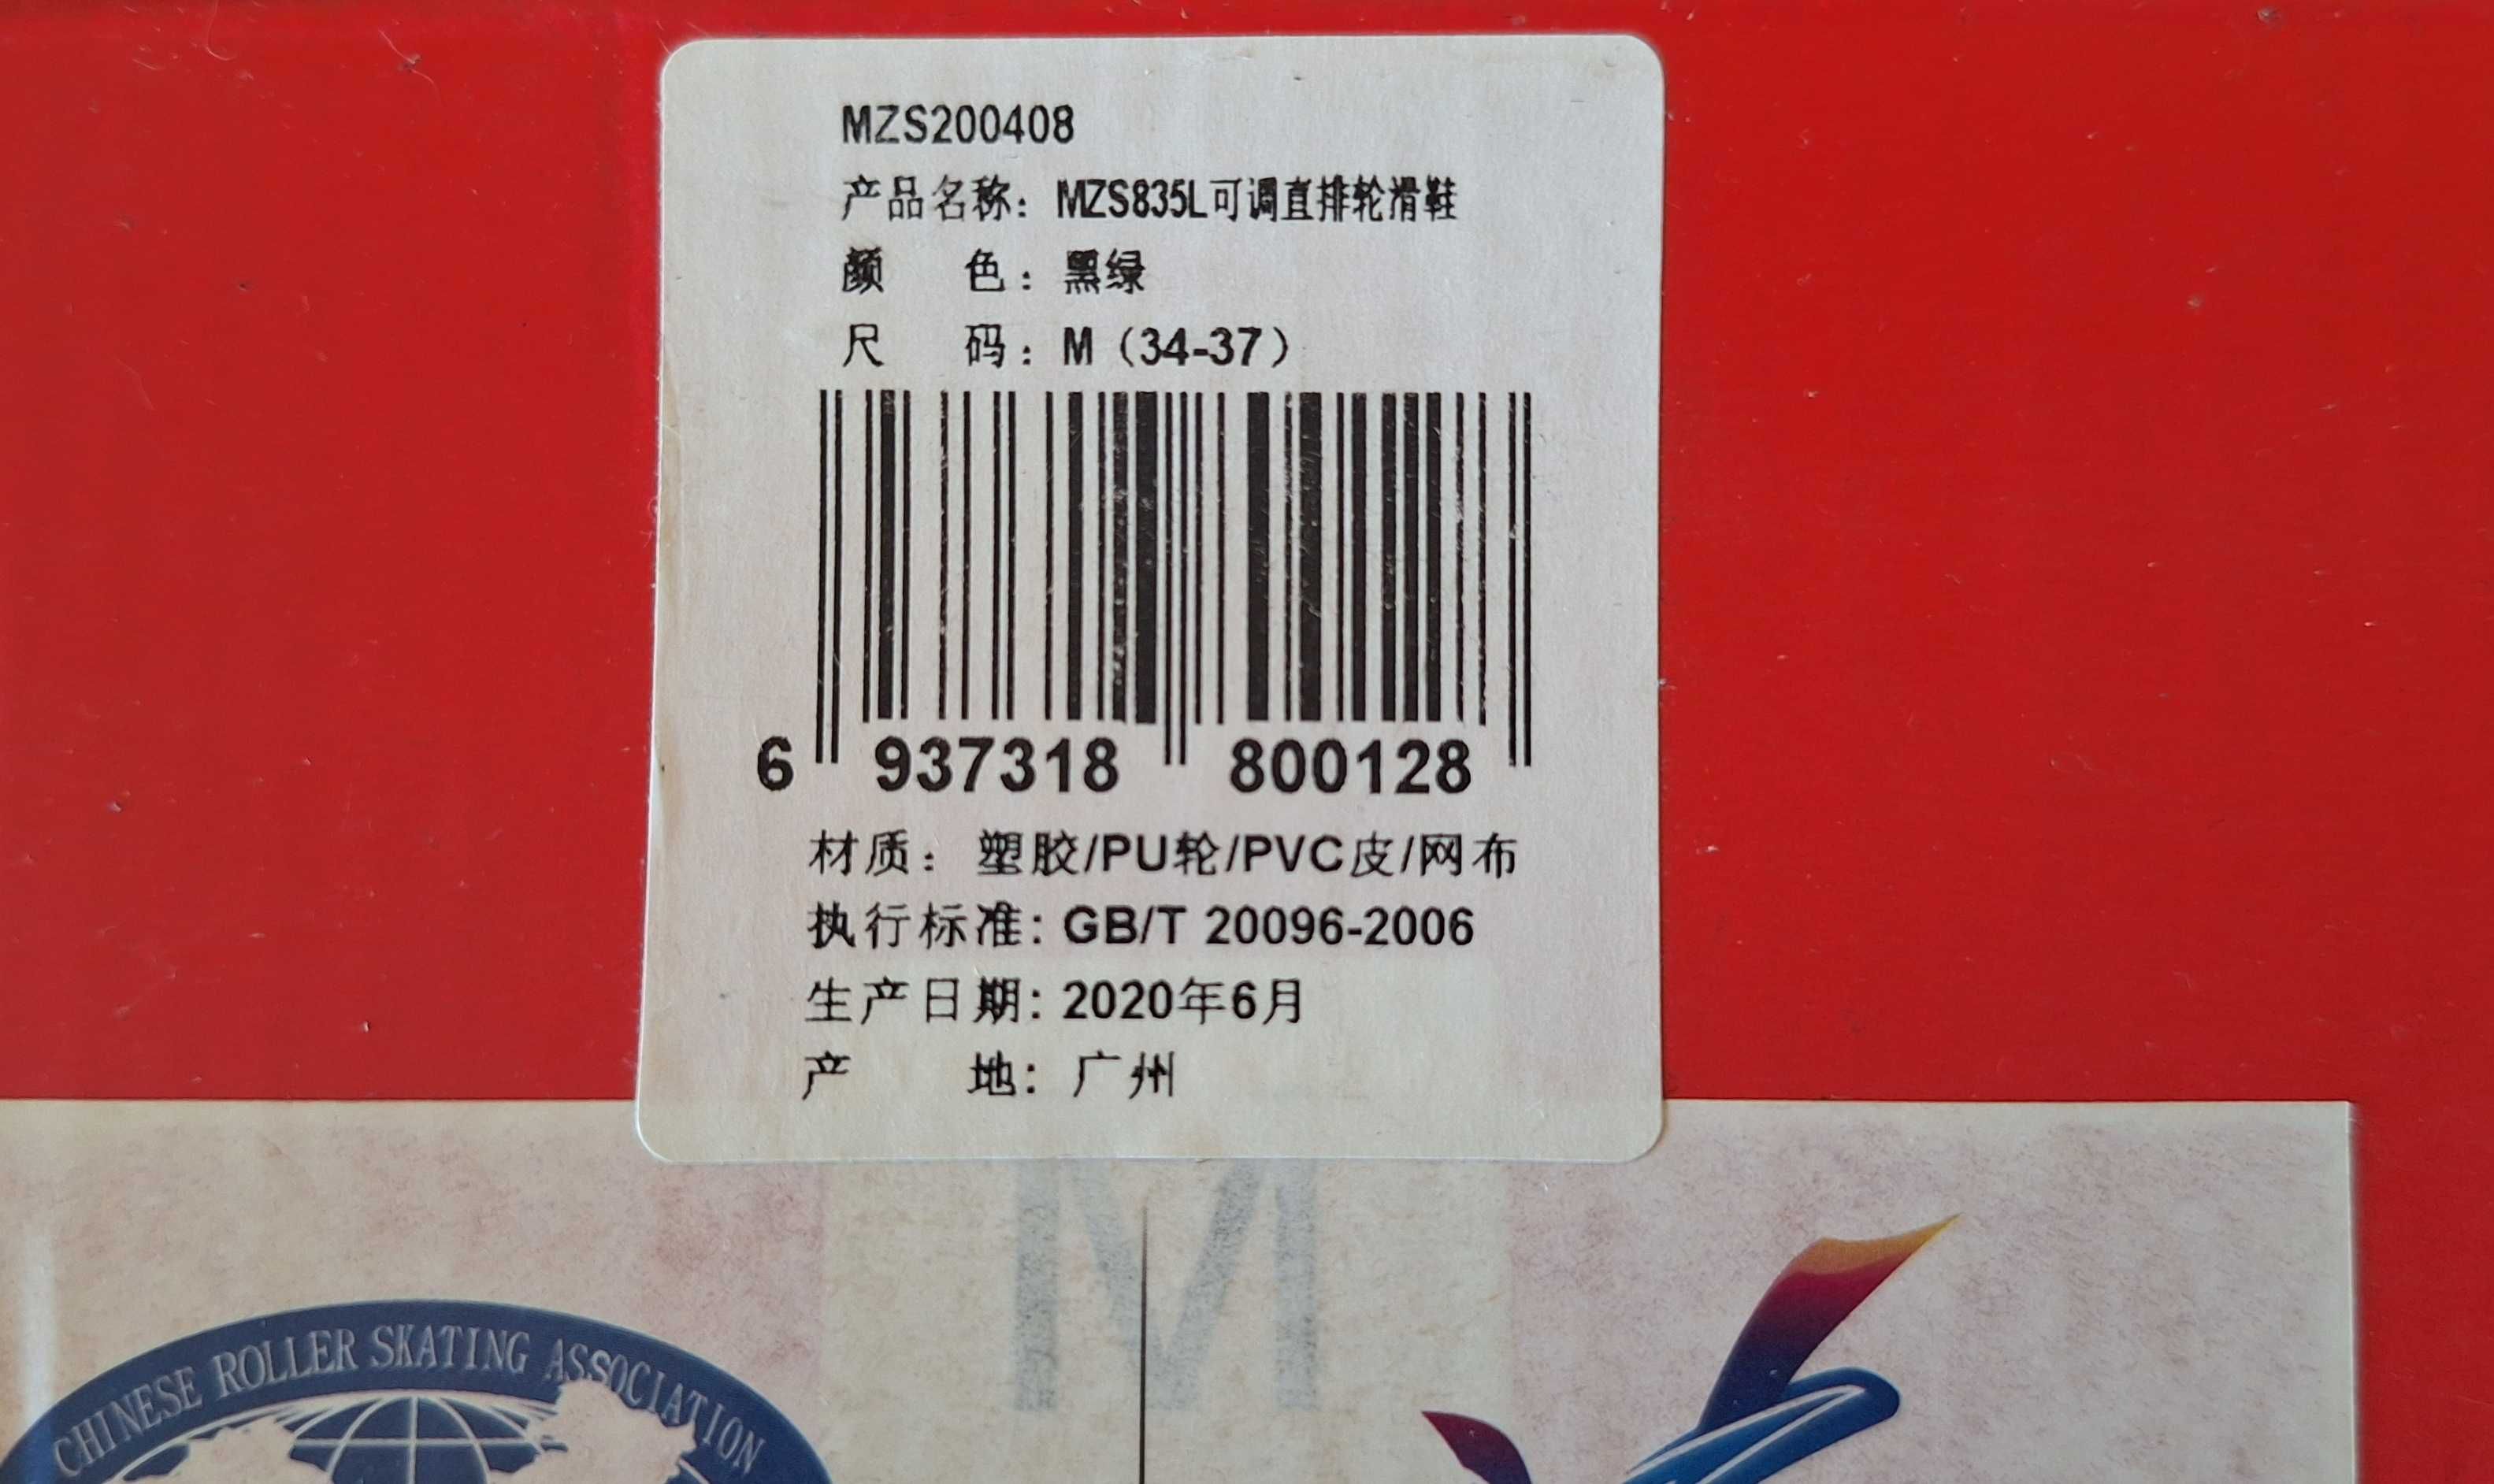 MZS200408
产品名称：MZS835L可调直排轮滑鞋
颜 色：黑绿
尺 码：M（34-37）
6 937318 800128
材质：塑胶/PU轮/PVC皮/网布
执行标准：GB/T 20096-2006
生产日期：2020年6月
产 地：广州
M
CHINESE ROLLER SKATING ASSOCIATION